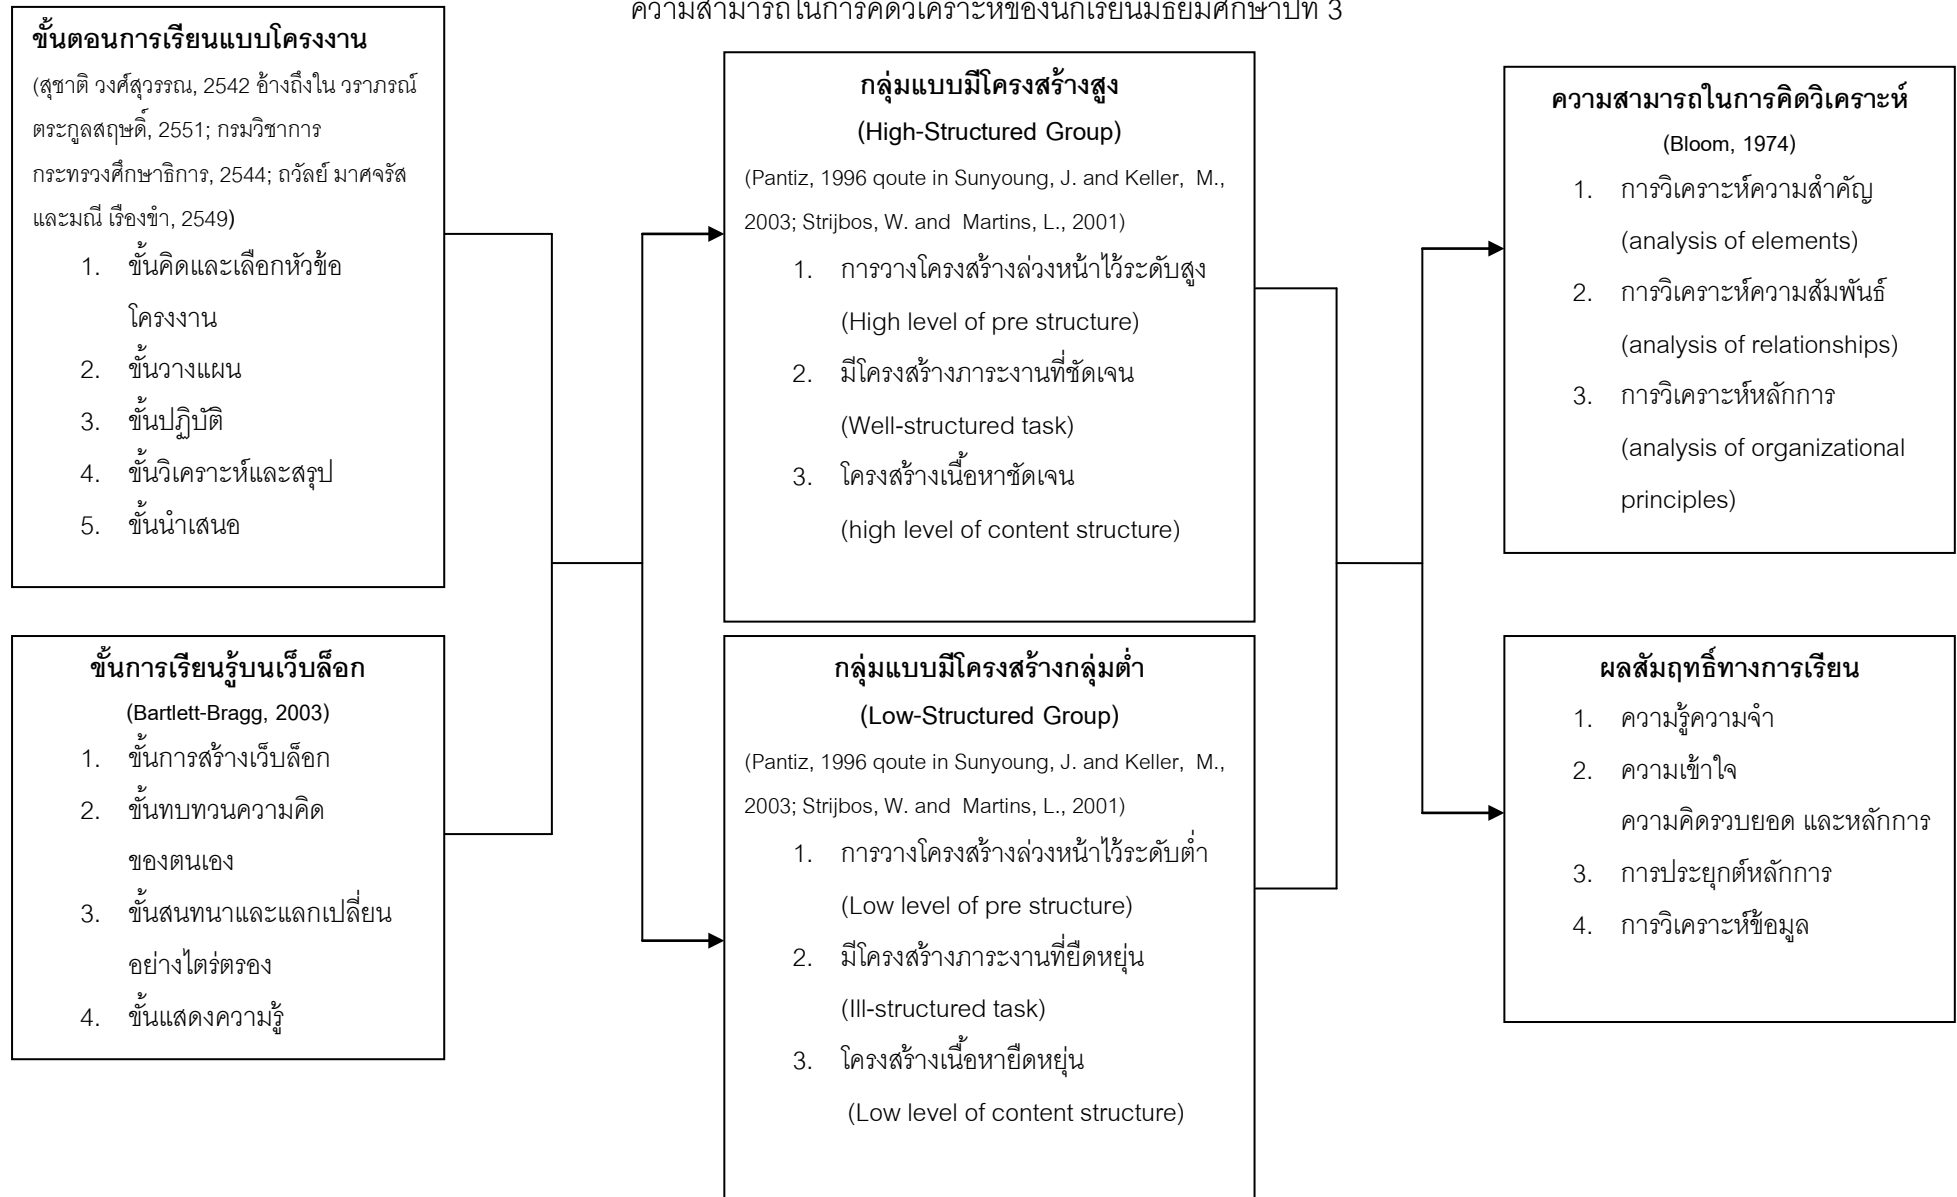 ความสามารถในการคิดวิเคราะห์ของนักเรียนมัธยมศึกษาปีที่ 3
ขั้นตอนการเรียนแบบโครงงาน
(สุชาติ วงศ์สุวรรณ, 2542 อ้างถึงใน วราภรณ์
ตระกูลสฤษดิ์, 2551; กรมวิชาการ
กระทรวงศึกษาธิการ, 2544; ถวัลย์ มาศจรัส
และมณี เรืองขำ, 2549)
1. ขั้นคิดและเลือกหัวข้อ
โครงงาน
2. ขั้นวางแผน
3. ขั้นปฏิบัติ
4. ขั้นวิเคราะห์และสรุป
5. ขั้นนำเสนอ
ขั้นการเรียนรู้บนเว็บล็อก
(Bartlett-Bragg, 2003)
1. ขั้นการสร้างเว็บล็อก
2. ขั้นทบทวนความคิด
ของตนเอง
3. ขั้นสนทนาและแลกเปลี่ยน
อย่างไตร่ตรอง
4. ขั้นแสดงความรู้
กลุ่มแบบมีโครงสร้างสูง
(High-Structured Group)
(Pantiz, 1996 qoute in Sunyoung, J. and Keller, M.,
2003; Strijbos, W. and Martins, L., 2001)
1. การวางโครงสร้างล่วงหน้าไว้ระดับสูง
(High level of pre structure)
2. มีโครงสร้างภาระงานที่ชัดเจน
(Well-structured task)
3. โครงสร้างเนื้อหาชัดเจน
(high level of content structure)
กลุ่มแบบมีโครงสร้างกลุ่มต่ำ
(Low-Structured Group)
(Pantiz, 1996 qoute in Sunyoung, J. and Keller, M.,
2003; Strijbos, W. and Martins, L., 2001)
1. การวางโครงสร้างล่วงหน้าไว้ระดับต่ำ
(Low level of pre structure)
2. มีโครงสร้างภาระงานที่ยืดหยุ่น
(Ill-structured task)
3. โครงสร้างเนื้อหายืดหยุ่น
(Low level of content structure)
ความสามารถในการคิดวิเคราะห์
(Bloom, 1974)
1. การวิเคราะห์ความสำคัญ
(analysis of elements)
2. การวิเคราะห์ความสัมพันธ์
(analysis of relationships)
3. การวิเคราะห์หลักการ
(analysis of organizational
principles)
ผลสัมฤทธิ์ทางการเรียน
1. ความรู้ความจำ
2. ความเข้าใจ
ความคิดรวบยอด และหลักการ
3. การประยุกต์หลักการ
4. การวิเคราะห์ข้อมูล